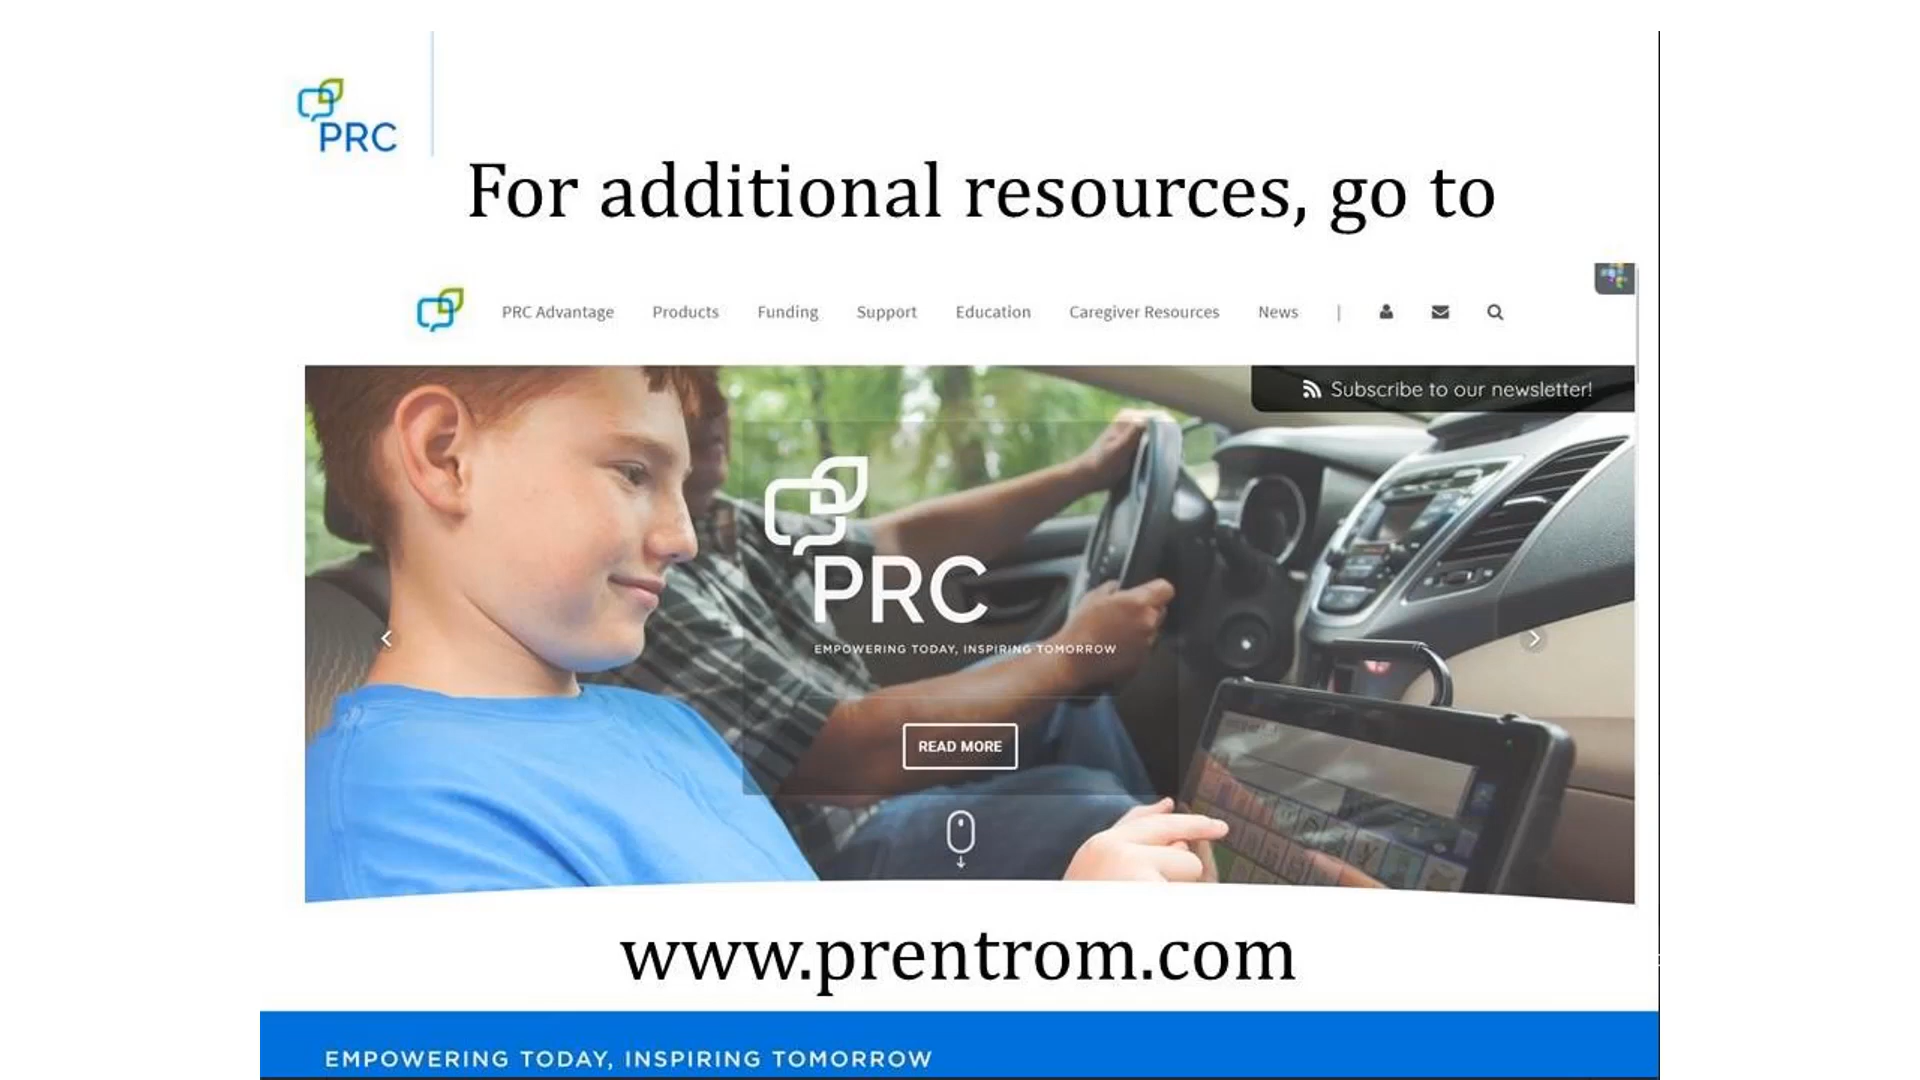 PRC
For additional resources, go to
PRC Advantage Products Funding Support Education Caregiver Resources News |
Subscribe to our newsletter!
PRC
EMPOWERING TODAY, INSPIRING TOMORROW
READ MORE
www.prentrom.com
EMPOWERING TODAY, INSPIRING TOMORROW